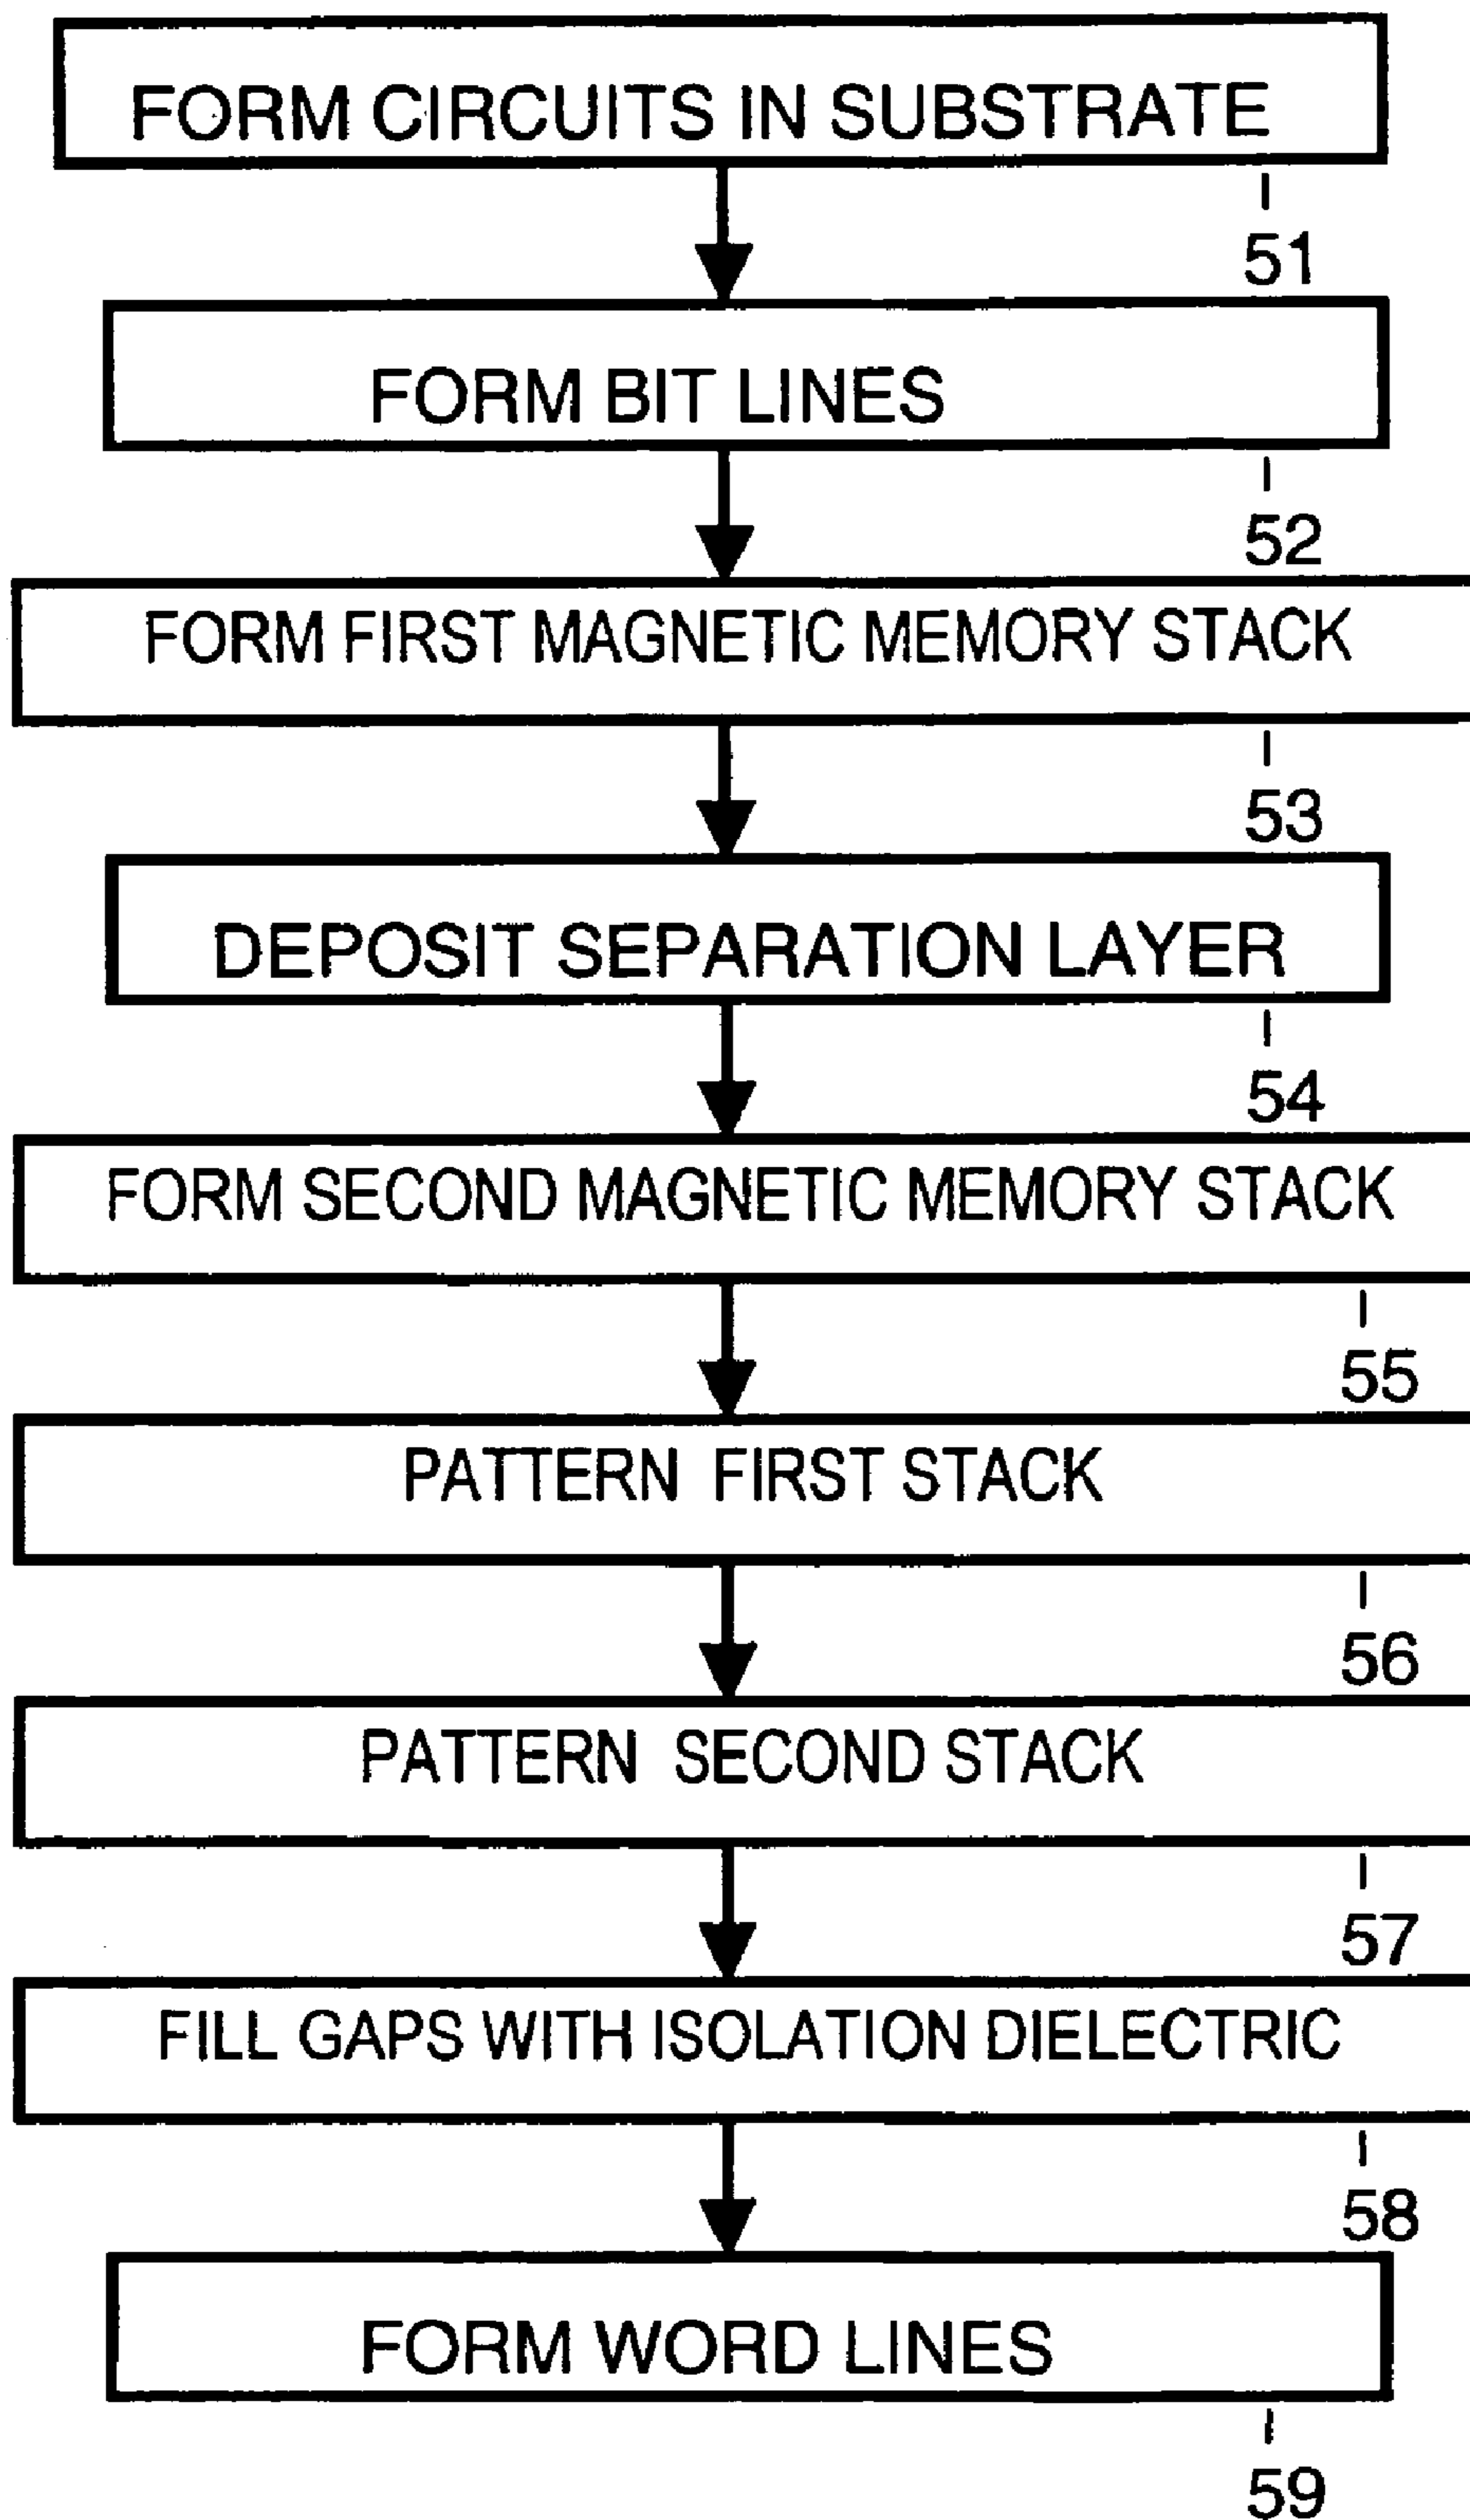 FORM CIRCUITS IN SUBSTRATE
51
FORM BIT LINES
52
FORM FIRST MAGNETIC MEMORY STACK
53
DEPOSIT SEPARATION LAYER
54
FORM SECOND MAGNETIC MEMORY STACK
55
PATTERN FIRST STACK
56
PATTERN SECOND STACK
57
FILL GAPS WITH ISOLATION DIELECTRIC
58
FORM WORD LINES
59